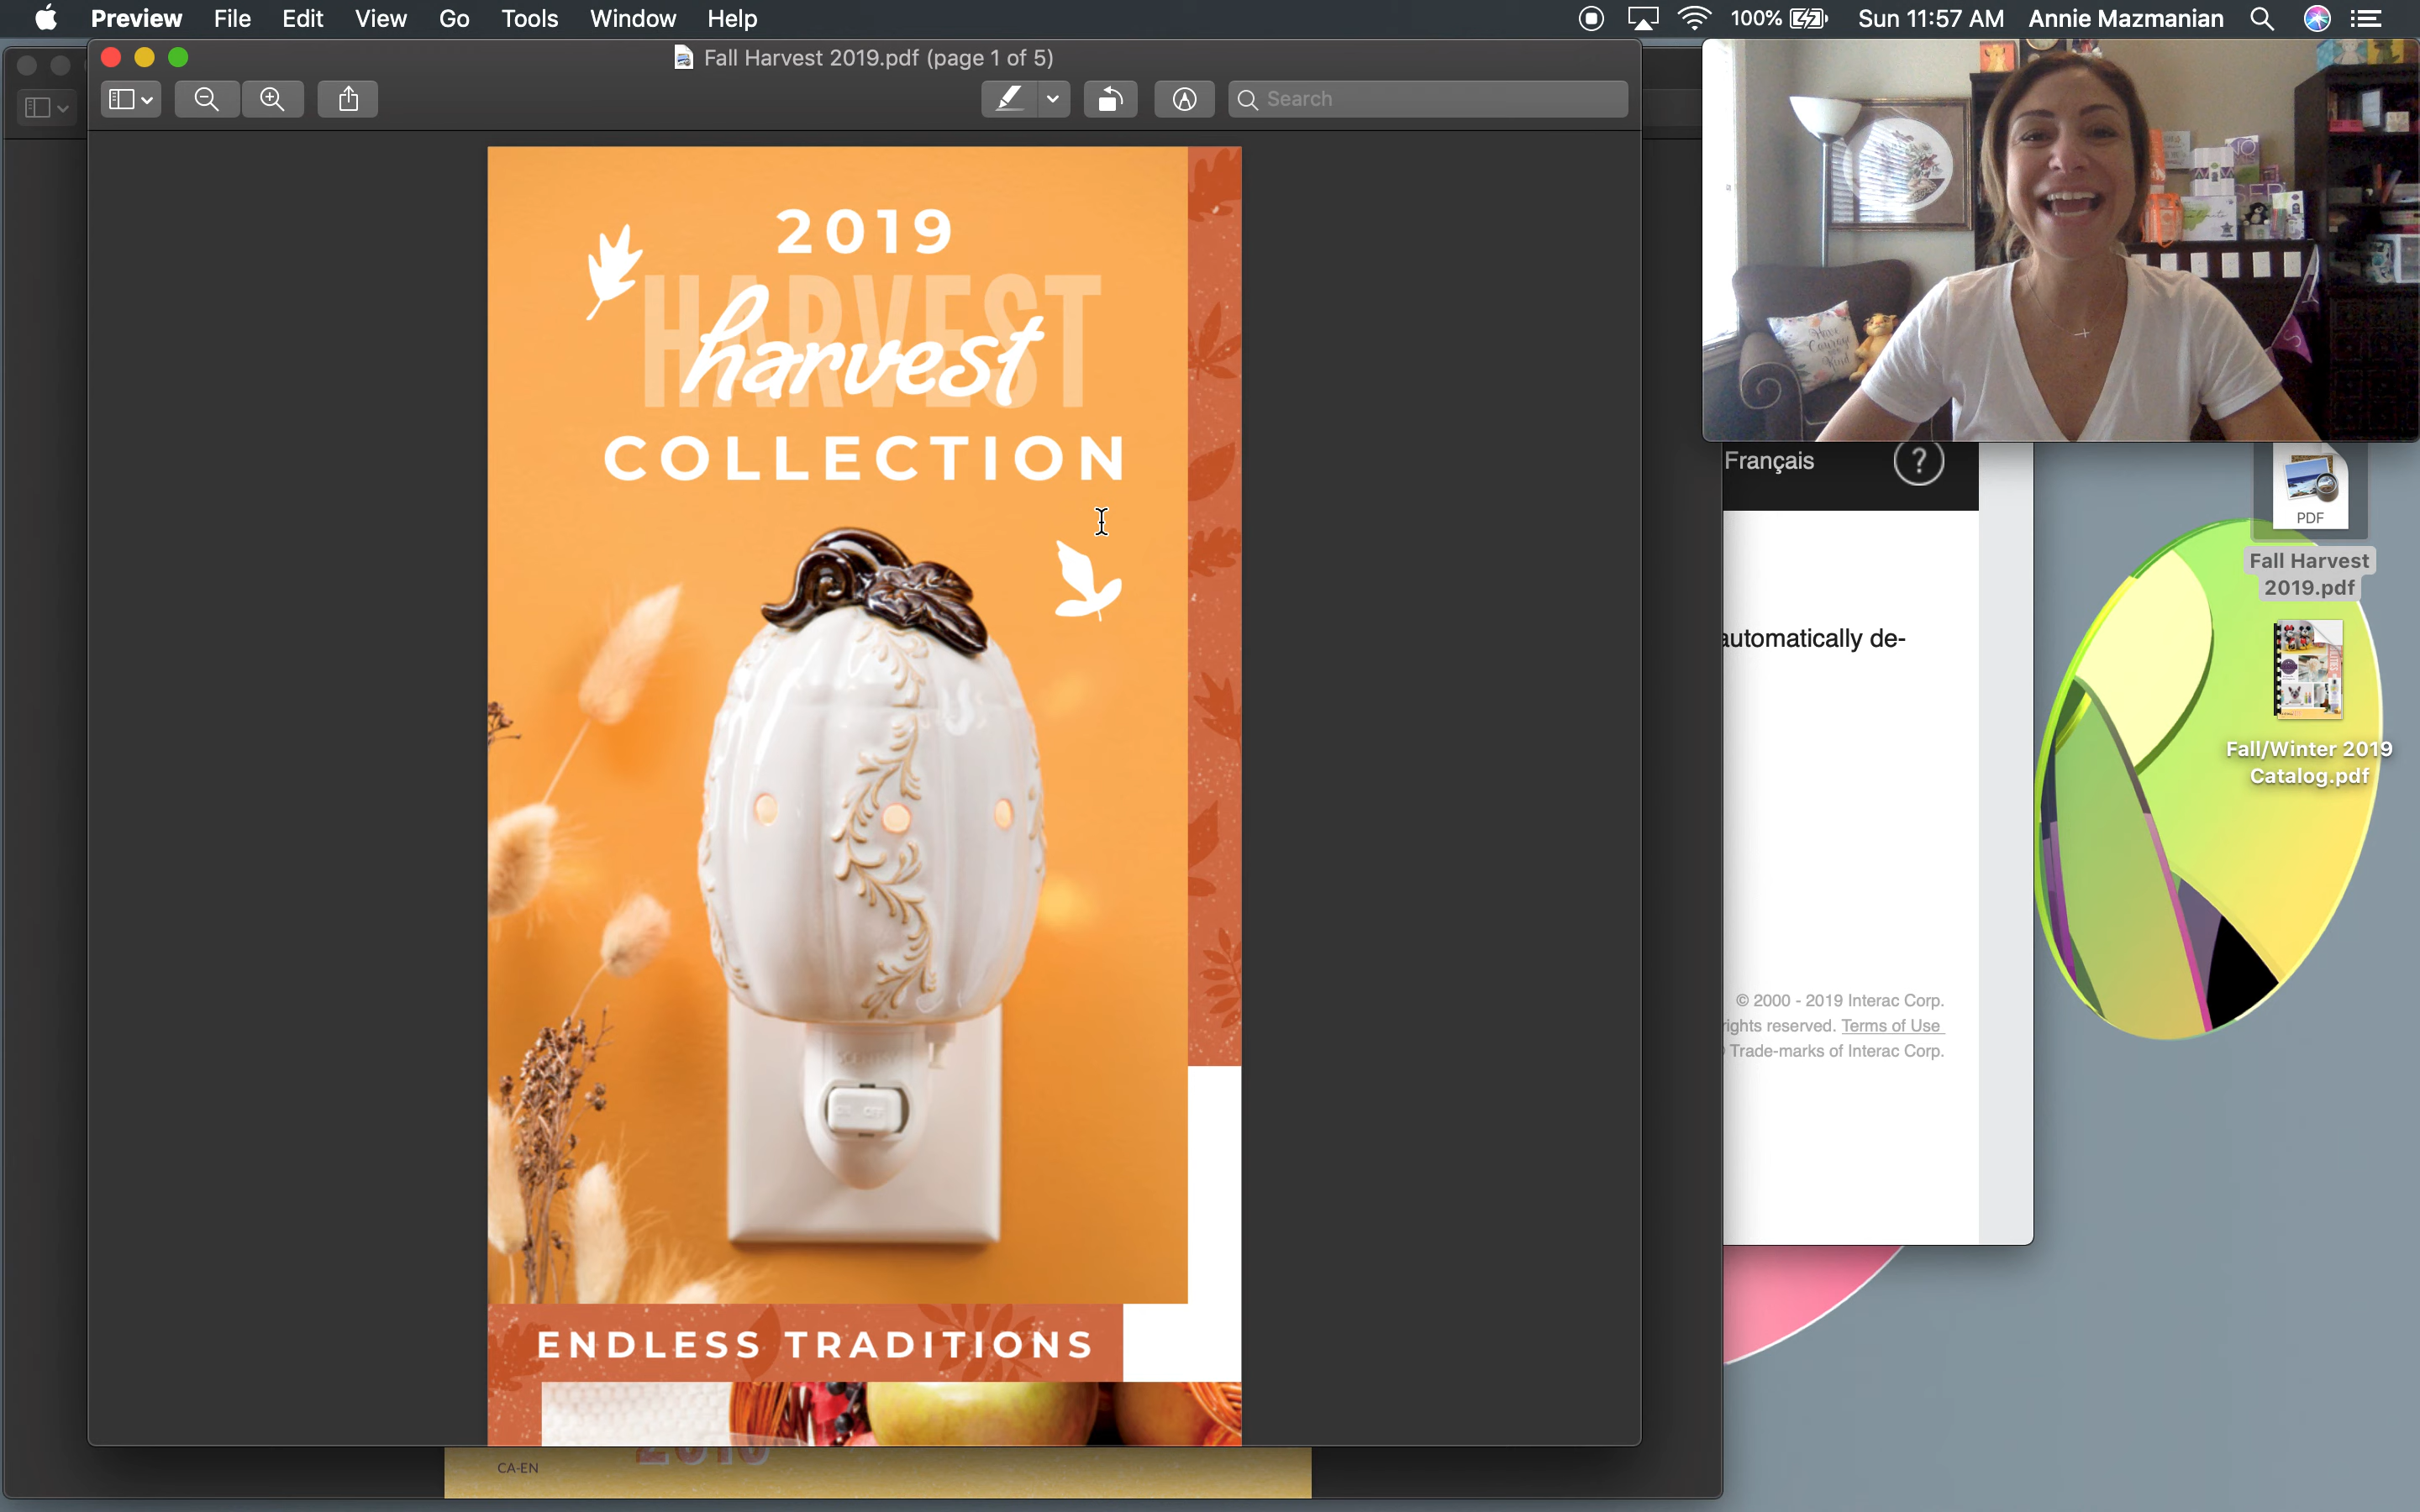 Preview File Edit View Go Tools Window Help
100% Sun 11:57 AM Annie Mazmanian
Fall Harvest 2019.pdf (page 1 of 5)
Search
2019
HARVEST
harvest
COLLECTION
ENDLESS TRADITIONS
CA-EN
Have
Courage
Kind
Français
?
automatically de-
© 2000 - 2019 Interac Corp.
rights reserved. Terms of Use
Trade-marks of Interac Corp.
PDF
Fall Harvest
2019.pdf
Fall/Winter 2019
Catalog.pdf